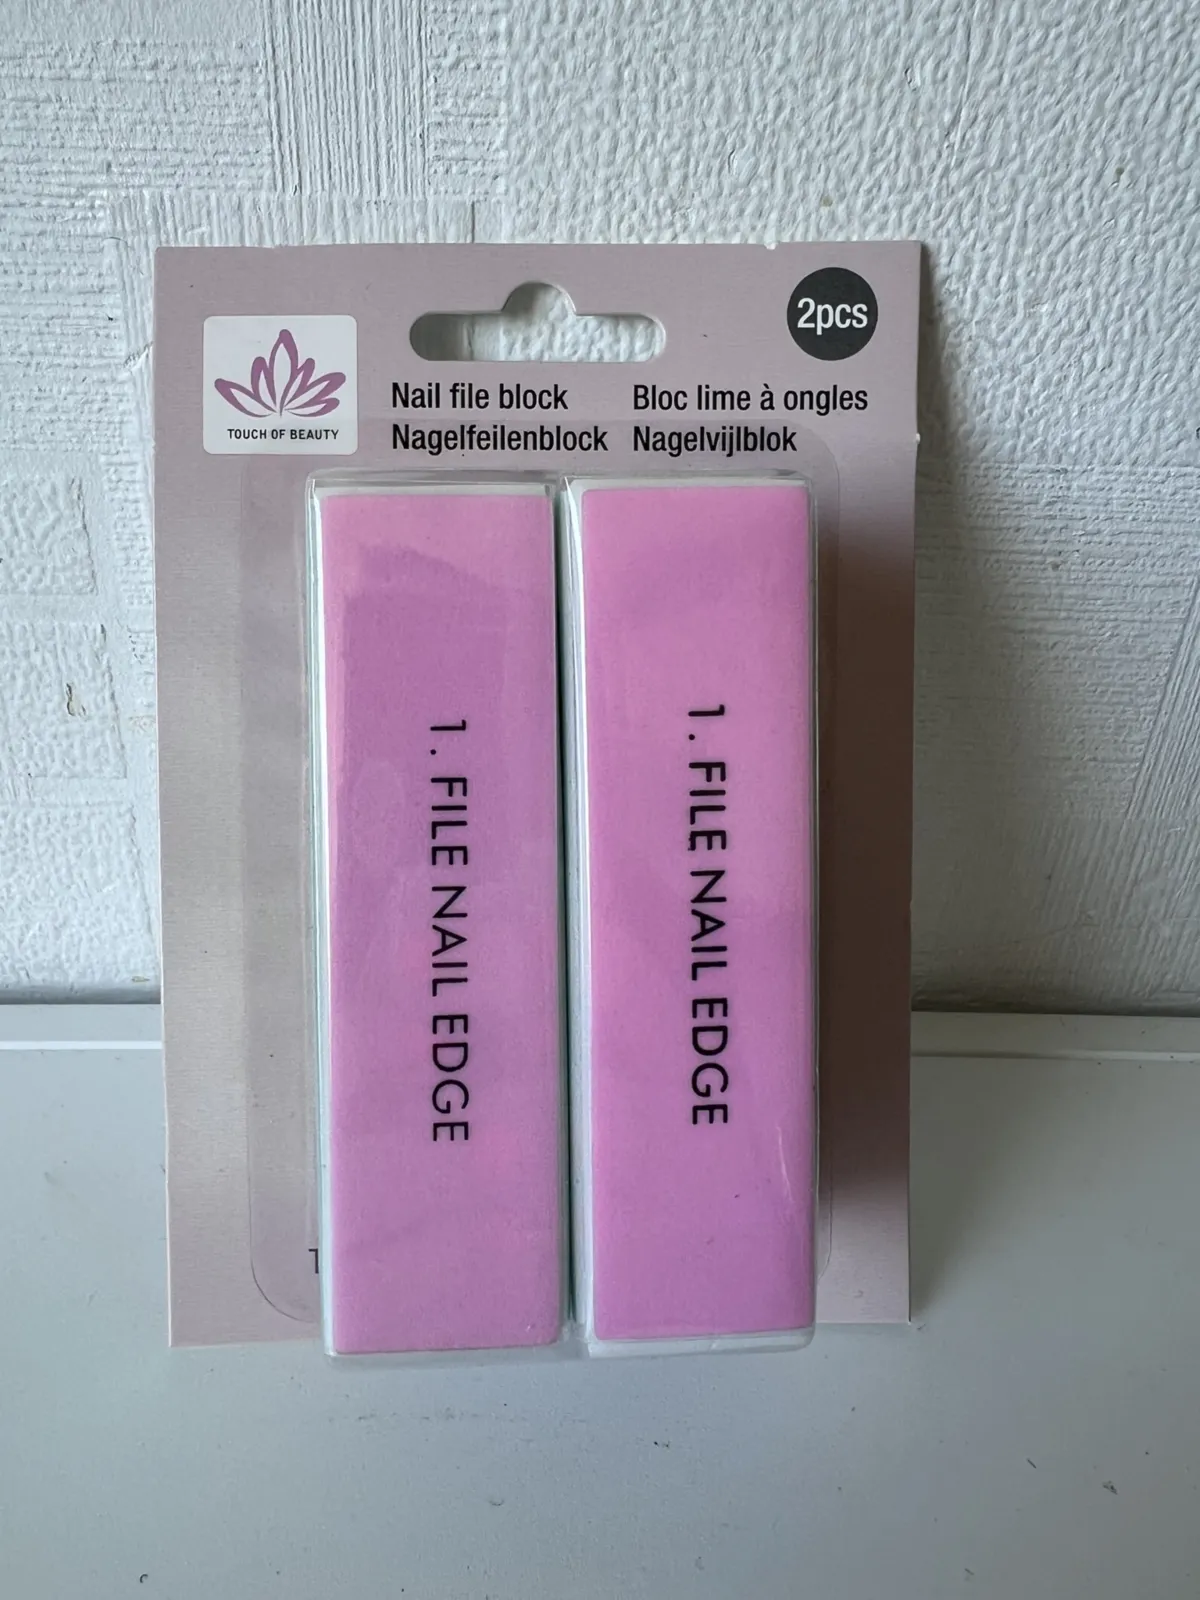 2pcs
TOUCH OF BEAUTY
Nail file block
Nagelfeilenblock
Bloc lime à ongles
Nagelvijlblok
1. FILE NAIL EDGE
1. FILE NAIL EDGE